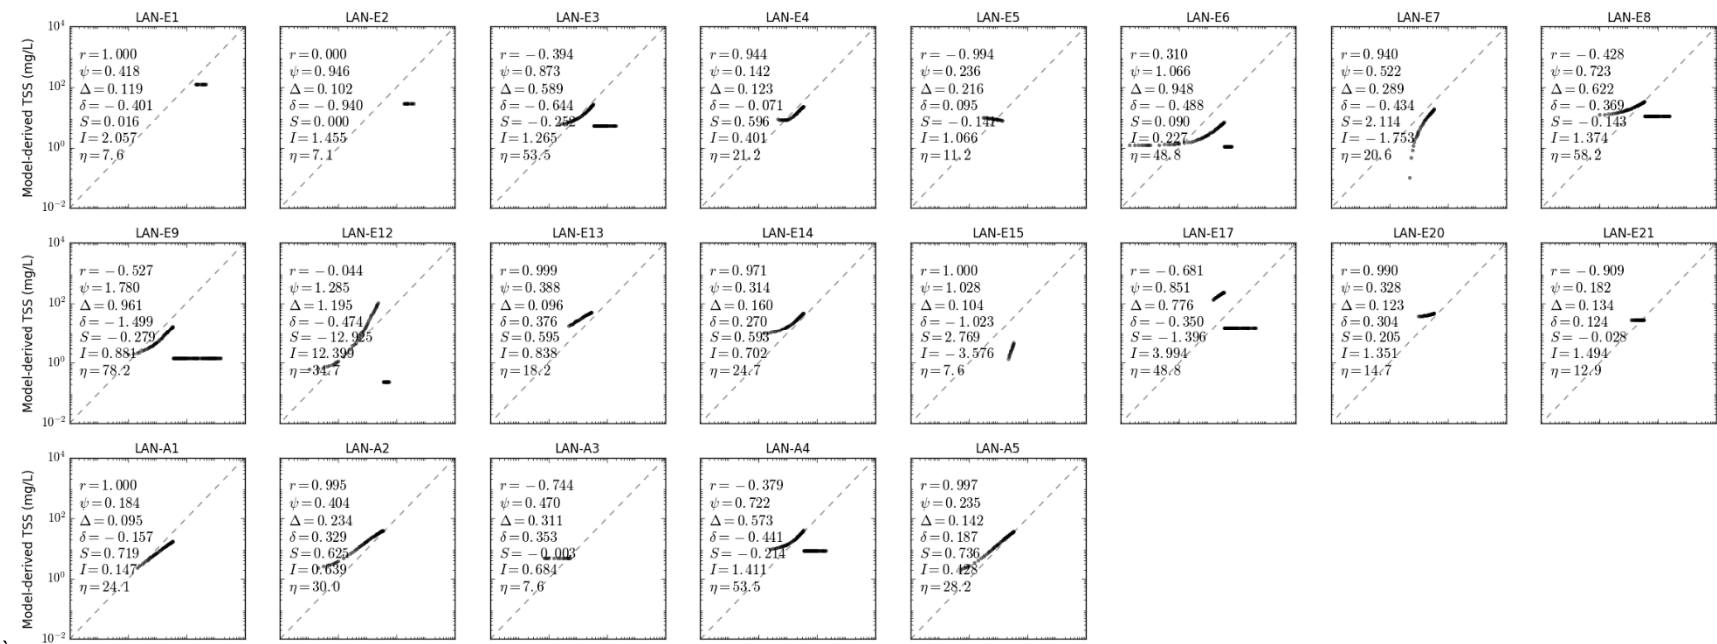 LAN-E1
10⁴
10²
10⁰
10⁻²
Model-derived TSS (mg/L)
r = 1.000
ψ = 0.418
Δ = 0.119
δ = −0.401
S = 0.016
I = 2.057
η = 7.6
LAN-E2
r = 0.000
ψ = 0.946
Δ = 0.102
δ = −0.940
S = 0.000
I = 1.455
η = 7.1
LAN-E3
r = −0.394
ψ = 0.873
Δ = 0.589
δ = −0.644
S = −0.252
I = 1.265
η = 53.5
LAN-E4
r = 0.944
ψ = 0.142
Δ = 0.123
δ = −0.071
S = 0.596
I = 0.401
η = 21.2
LAN-E5
r = −0.994
ψ = 0.236
Δ = 0.216
δ = 0.095
S = −0.141
I = 1.066
η = 11.2
LAN-E6
r = 0.310
ψ = 1.066
Δ = 0.948
δ = −0.488
S = 0.090
I = 0.227
η = 48.8
LAN-E7
r = 0.940
ψ = 0.522
Δ = 0.289
δ = −0.434
S = 2.114
I = −1.753
η = 20.6
LAN-E8
r = −0.428
ψ = 0.723
Δ = 0.622
δ = −0.369
S = −0.143
I = 1.374
η = 58.2
LAN-E9
10⁴
10²
10⁰
10⁻²
Model-derived TSS (mg/L)
r = −0.527
ψ = 1.780
Δ = 0.961
δ = −1.499
S = −0.279
I = 0.881
η = 78.2
LAN-E12
r = −0.044
ψ = 1.285
Δ = 1.195
δ = −0.474
S = −12.925
I = 12.399
η = 34.7
LAN-E13
r = 0.999
ψ = 0.388
Δ = 0.096
δ = 0.376
S = 0.595
I = 0.838
η = 18.2
LAN-E14
r = 0.971
ψ = 0.314
Δ = 0.160
δ = 0.270
S = 0.593
I = 0.702
η = 24.7
LAN-E15
r = 1.000
ψ = 1.028
Δ = 0.104
δ = −1.023
S = 2.769
I = −3.576
η = 7.6
LAN-E17
r = −0.681
ψ = 0.851
Δ = 0.776
δ = −0.350
S = −1.396
I = 3.994
η = 48.8
LAN-E20
r = 0.990
ψ = 0.328
Δ = 0.123
δ = 0.304
S = 0.205
I = 1.351
η = 14.7
LAN-E21
r = −0.909
ψ = 0.182
Δ = 0.134
δ = 0.124
S = −0.028
I = 1.494
η = 12.9
LAN-A1
10⁴
10²
10⁰
10⁻²
Model-derived TSS (mg/L)
r = 1.000
ψ = 0.184
Δ = 0.095
δ = −0.157
S = 0.719
I = 0.147
η = 24.1
LAN-A2
r = 0.995
ψ = 0.404
Δ = 0.234
δ = 0.329
S = 0.625
I = 0.639
η = 30.0
LAN-A3
r = −0.744
ψ = 0.470
Δ = 0.311
δ = 0.353
S = −0.003
I = 0.684
η = 7.6
LAN-A4
r = −0.379
ψ = 0.722
Δ = 0.573
δ = −0.441
S = −0.214
I = 1.411
η = 53.5
LAN-A5
r = 0.997
ψ = 0.235
Δ = 0.142
δ = 0.187
S = 0.736
I = 0.428
η = 28.2